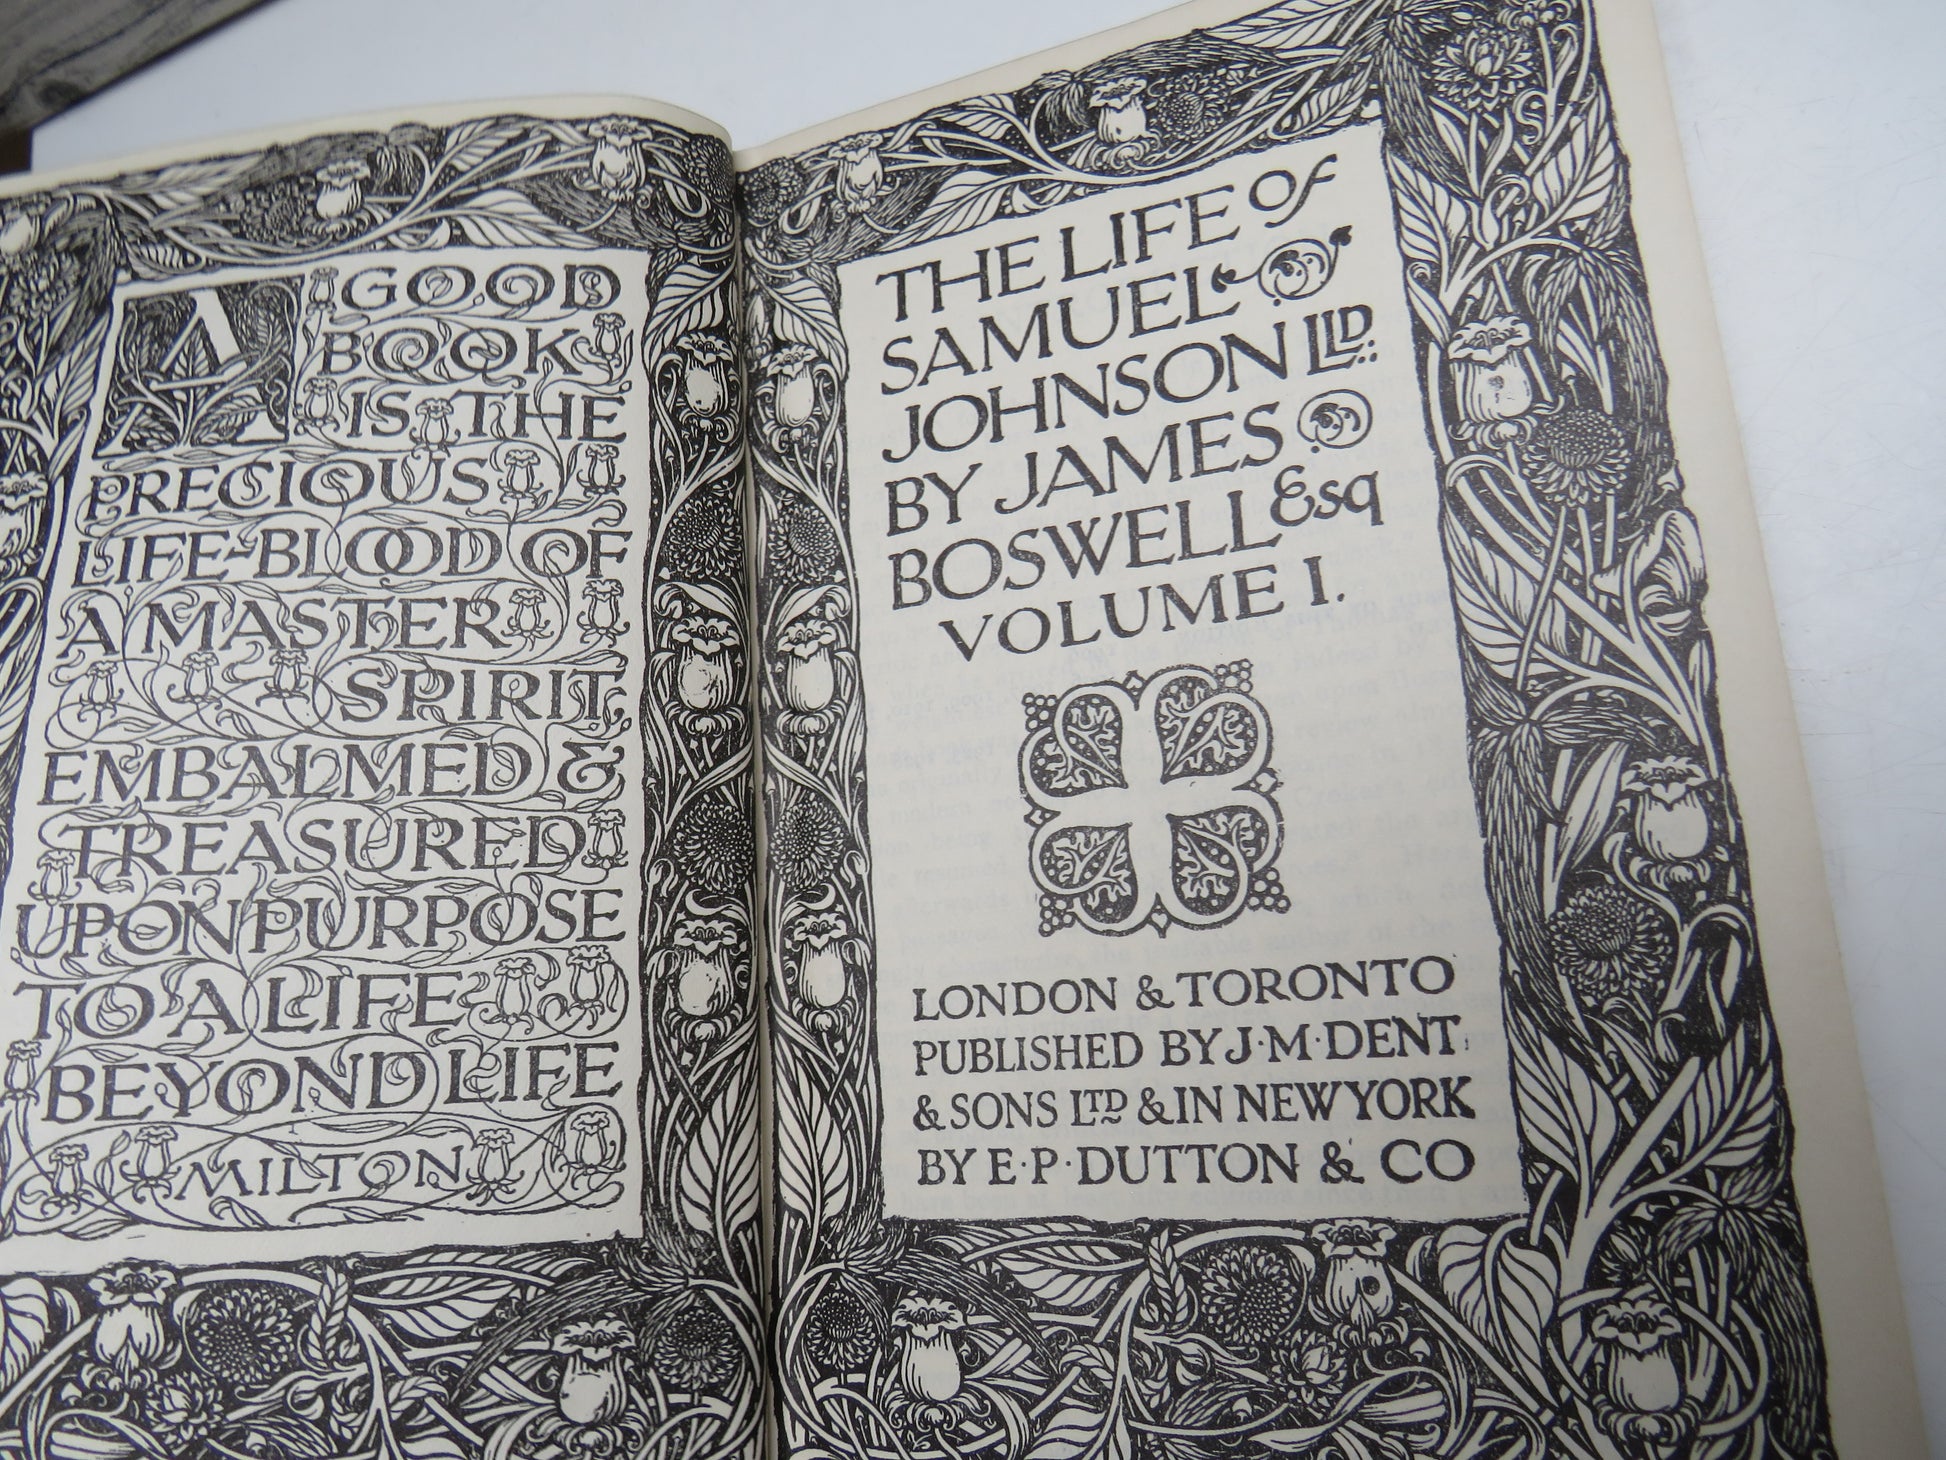 A GOOD
BOOK
IS THE
PRECIOUS
LIFE-BLOOD OF
A MASTER
SPIRIT,
EMBALMED &
TREASURED
UPON PURPOSE
TO A LIFE
BEYOND LIFE
MILTON
THE LIFE OF
SAMUEL
JOHNSON LLD.
BY JAMES
BOSWELL Esq
VOLUME I.
LONDON & TORONTO
PUBLISHED BY J·M·DENT
& SONS LTD & IN NEW YORK
BY E·P·DUTTON & CO